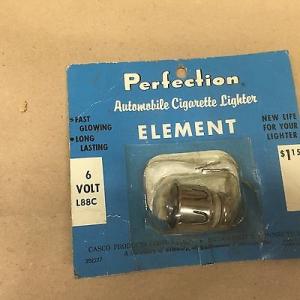 Perfection
Automobile Cigarette Lighter
ELEMENT
• FAST
GLOWING
• LONG
LASTING
NEW LIFE
FOR YOUR
LIGHTER
6
VOLT
L88C
$1.15
CASCO PRODUCTS